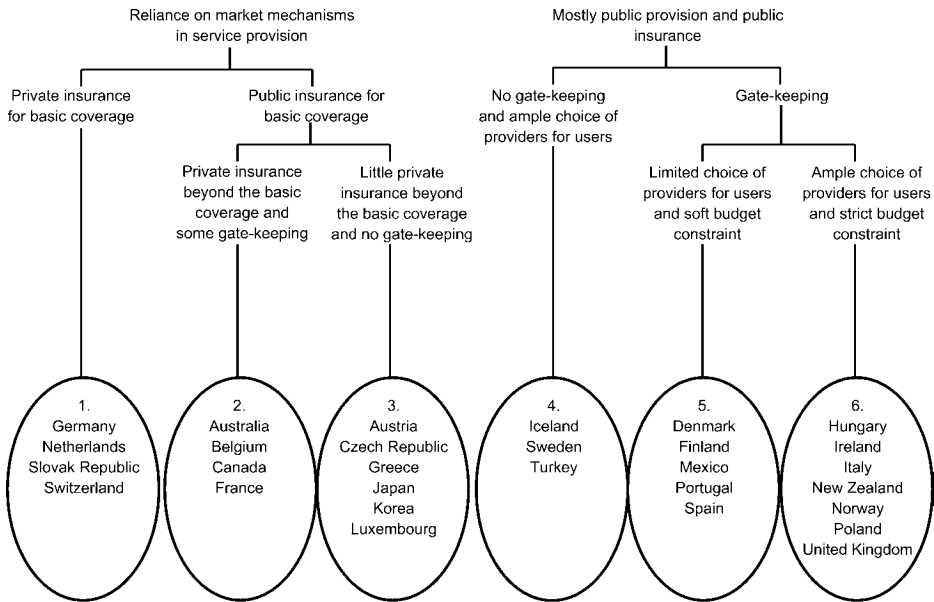 Reliance on market mechanisms
in service provision
Mostly public provision and public
insurance
Private insurance
for basic coverage
Public insurance for
basic coverage
No gate-keeping
and ample choice of
providers for users
Gate-keeping
Private insurance
beyond the basic
coverage and
some gate-keeping
Little private
insurance beyond
the basic coverage
and no gate-keeping
Limited choice of
providers for users
and soft budget
constraint
Ample choice of
providers for users
and strict budget
constraint
1.
Germany
Netherlands
Slovak Republic
Switzerland
2.
Australia
Belgium
Canada
France
3.
Austria
Czech Republic
Greece
Japan
Korea
Luxembourg
4.
Iceland
Sweden
Turkey
5.
Denmark
Finland
Mexico
Portugal
Spain
6.
Hungary
Ireland
Italy
New Zealand
Norway
Poland
United Kingdom